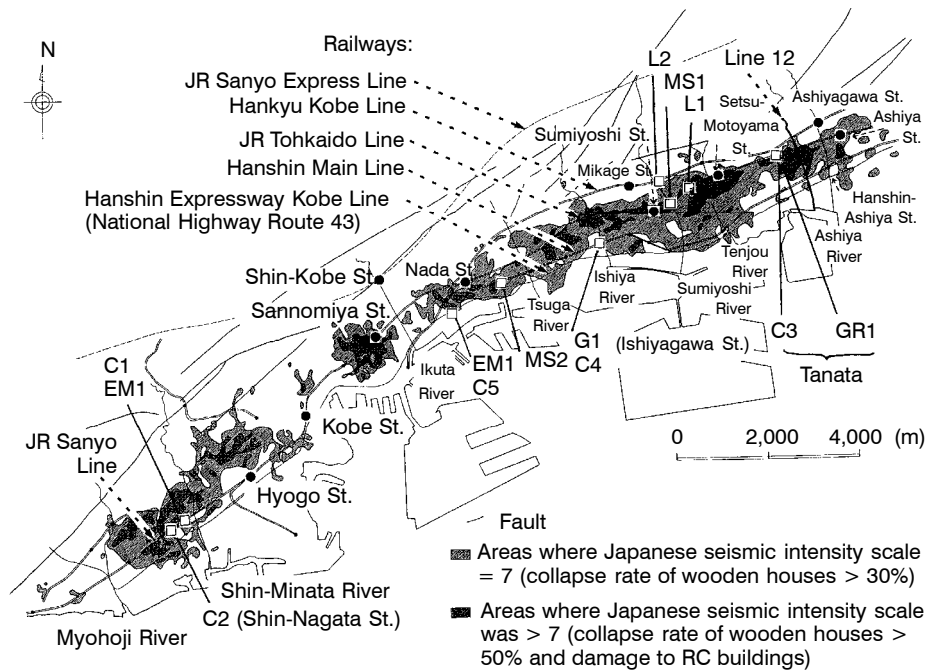 N
Railways:
JR Sanyo Express Line
Hankyu Kobe Line
JR Tohkaido Line
Hanshin Main Line
Hanshin Expressway Kobe Line
(National Highway Route 43)
L2
MS1
L1
Line 12
Setsu-
Motoyama
St.
Ashiyagawa St.
Ashiya
St.
Sumiyoshi St.
Mikage St.
Hanshin-
Ashiya St.
Ashiya
River
Tenjou
River
Sumiyoshi
River
Ishiya
River
Tsuga
River
Nada St.
Shin-Kobe St.
Sannomiya St.
G1
C4
(Ishiyagawa St.)
C3
GR1
Tanata
MS2
EM1
C5
Ikuta
River
Kobe St.
C1
EM1
JR Sanyo
Line
Hyogo St.
0 2,000 4,000 (m)
Shin-Minata River
C2 (Shin-Nagata St.)
Myohoji River
Fault
Areas where Japanese seismic intensity scale
= 7 (collapse rate of wooden houses > 30%)
Areas where Japanese seismic intensity scale
was > 7 (collapse rate of wooden houses >
50% and damage to RC buildings)